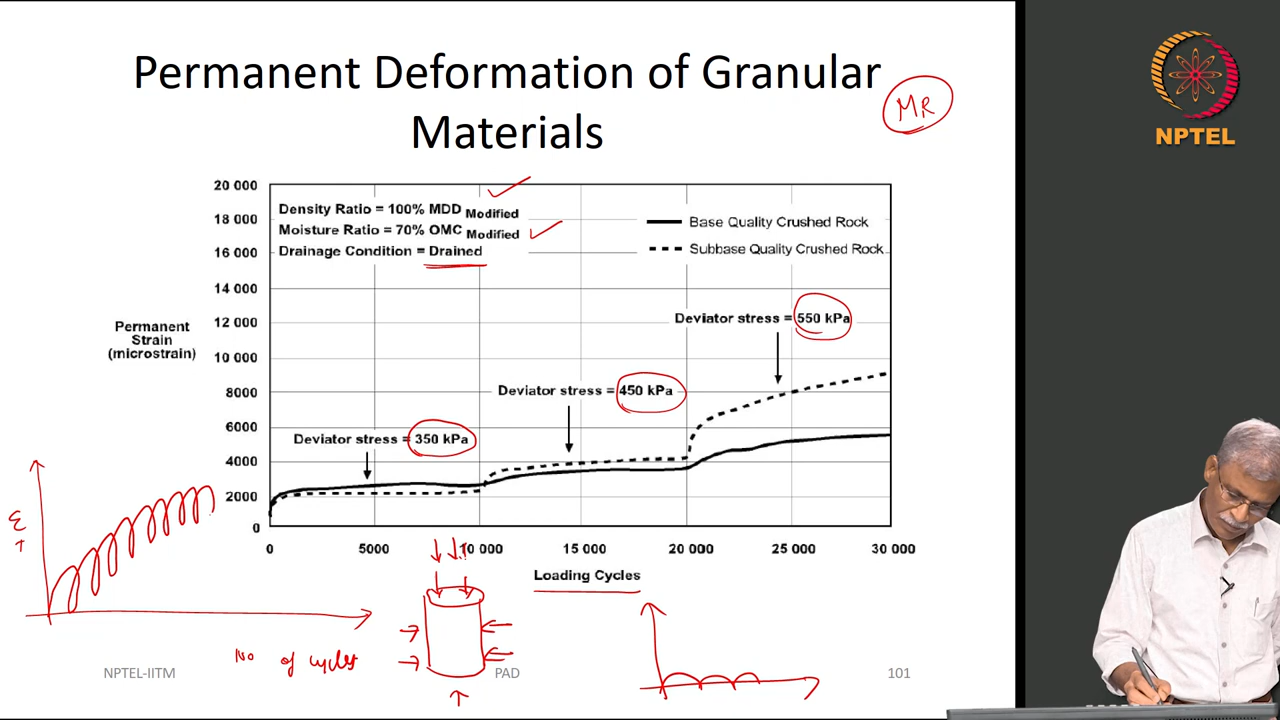 Permanent Deformation of Granular
Materials
MR
NPTEL
20 000
18 000
16 000
14 000
12 000
10 000
8000
6000
4000
2000
0
Permanent
Strain
(microstrain)
Density Ratio = 100% MDD Modified
Moisture Ratio = 70% OMC Modified
Drainage Condition = Drained
Base Quality Crushed Rock
Subbase Quality Crushed Rock
Deviator stress = 550 kPa
Deviator stress = 450 kPa
Deviator stress = 350 kPa
0
5000
10 000
15 000
20 000
25 000
30 000
Loading Cycles
No of cycles
NPTEL-IITM
PAD
101